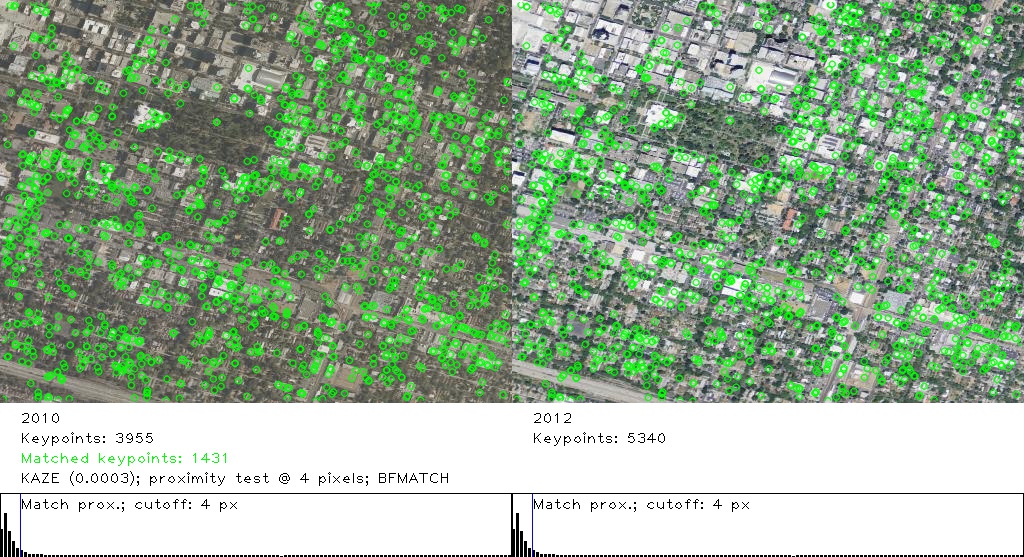 2010
Keypoints: 3955
Matched keypoints: 1431
KAZE (0.0003); proximity test @ 4 pixels; BFMATCH
Match prox.; cutoff: 4 px
2012
Keypoints: 5340
Match prox.; cutoff: 4 px